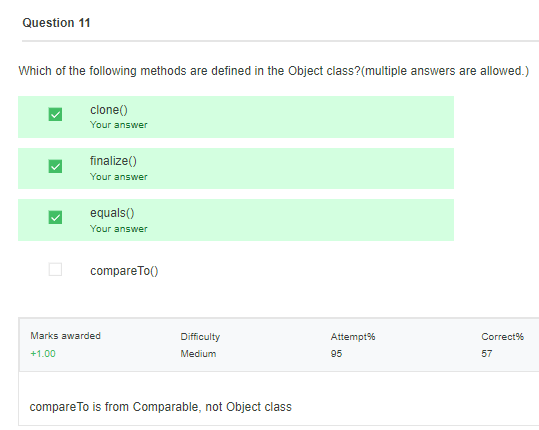 Question 11
Which of the following methods are defined in the Object class?(multiple answers are allowed.)
clone()
Your answer
finalize()
Your answer
equals()
Your answer
compareTo()
Marks awarded Difficulty Attempt% Correct%
+1.00 Medium 95 57
compareTo is from Comparable, not Object class